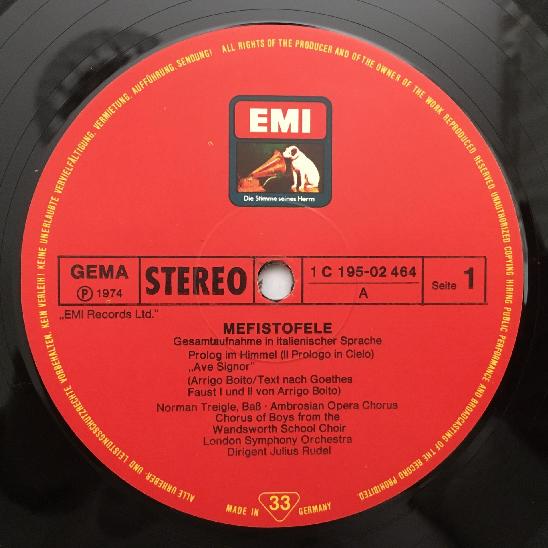 ALLE URHEBER- UND LEISTUNGSSCHUTZRECHTE VORBEHALTEN. KEIN VERLEIH! KEINE UNERLAUBTE VERVIELFÄLTIGUNG, VERMIETUNG, AUFFÜHRUNG, SENDUNG!
ALL RIGHTS OF THE PRODUCER AND OF THE OWNER OF THE WORK REPRODUCED RESERVED UNAUTHORIZED COPYING HIRING PUBLIC PERFORMANCE AND BROADCASTING OF THE RECORD PROHIBITED.
EMI
Die Stimme seines Herrn
GEMA
Ⓟ 1974
STEREO
1 C 195-02 464
A
Seite 1
„EMI Records Ltd."
MEFISTOFELE
Gesamtaufnahme in italienischer Sprache
Prolog im Himmel (Il Prologo in Cielo)
„Ave Signor"
(Arrigo Boito/Text nach Goethes
Faust I und II von Arrigo Boito)
Norman Treigle, Baß · Ambrosian Opera Chorus
Chorus of Boys from the
Wandsworth School Choir
London Symphony Orchestra
Dirigent Julius Rudel
MADE IN 33 GERMANY